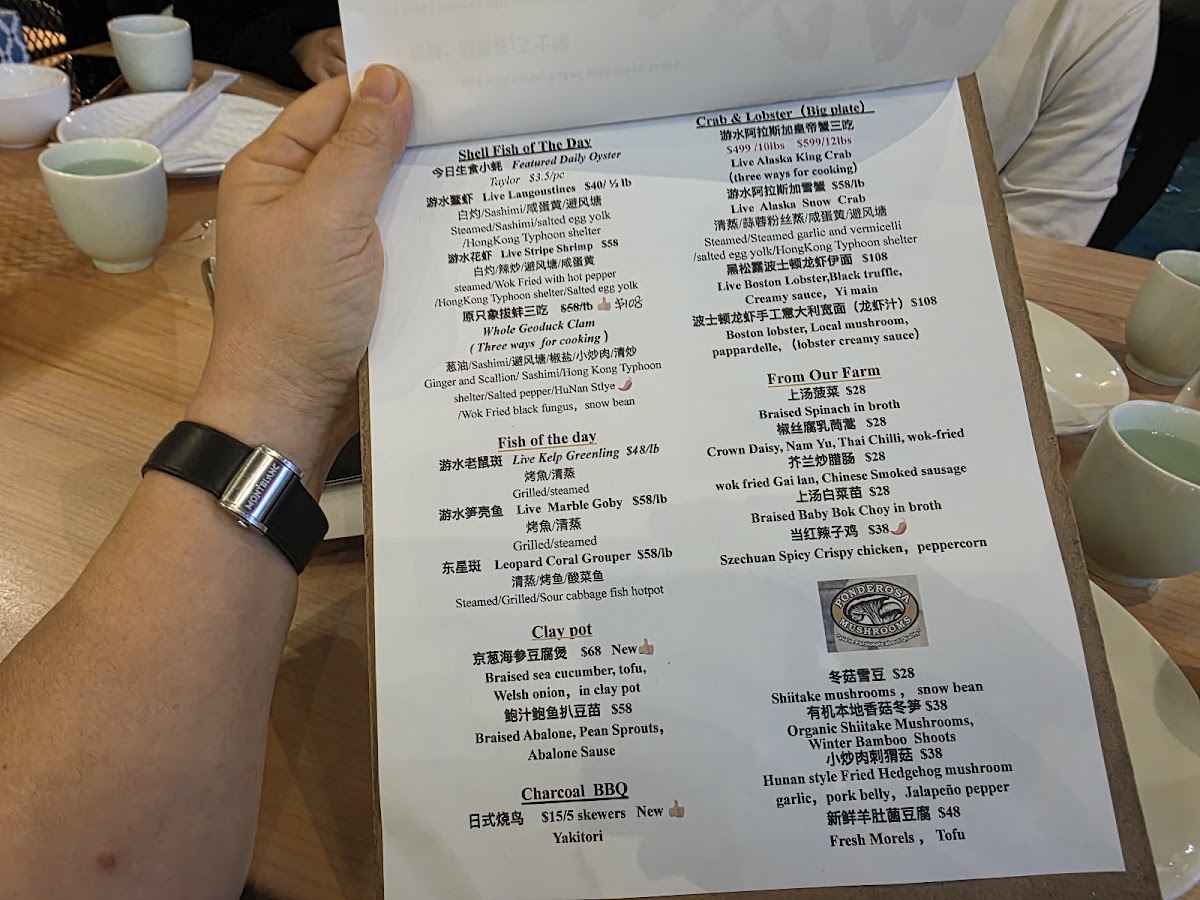 Shell Fish of The Day
今日生食小蚝 Featured Daily Oyster
Taylor $3.5/pc
游水鳌虾 Live Langoustines $40/ ½ lb
白灼/Sashimi/咸蛋黄/避风塘
Steamed/Sashimi/salted egg yolk
/HongKong Typhoon shelter
游水花虾 Live Stripe Shrimp $58
白灼/辣炒/避风塘/咸蛋黄
steamed/Wok Fried with hot pepper
/HongKong Typhoon shelter/Salted egg yolk
原只象拔蚌三吃 $58/lb 👍 $108
Whole Geoduck Clam
( Three ways for cooking )
葱油/Sashimi/避风塘/椒盐/小炒肉/清炒
Ginger and Scallion/ Sashimi/Hong Kong Typhoon
shelter/Salted pepper/HuNan Stlye 🌶
/Wok Fried black fungus, snow bean
Fish of the day
游水老鼠斑 Live Kelp Greenling $48/lb
烤魚/清蒸
Grilled/steamed
游水笋亮鱼 Live Marble Goby $58/lb
烤魚/清蒸
Grilled/steamed
东星斑 Leopard Coral Grouper $58/lb
清蒸/烤鱼/酸菜鱼
Steamed/Grilled/Sour cabbage fish hotpot
Clay pot
京葱海参豆腐煲 $68 New👍
Braised sea cucumber, tofu,
Welsh onion, in clay pot
鲍汁鲍鱼扒豆苗 $58
Braised Abalone, Pean Sprouts,
Abalone Sause
Charcoal BBQ
日式烧鸟 $15/5 skewers New 👍
Yakitori
Crab & Lobster (Big plate)
游水阿拉斯加皇帝蟹三吃
$499 /10lbs $599/12lbs
Live Alaska King Crab
(three ways for cooking)
游水阿拉斯加雪蟹 $58/lb
Live Alaska Snow Crab
清蒸/蒜蓉粉丝蒸/咸蛋黄/避风塘
Steamed/Steamed garlic and vermicelli
/salted egg yolk/HongKong Typhoon shelter
黑松露波士顿龙虾伊面 $108
Live Boston Lobster,Black truffle,
Creamy sauce, Yi main
波士顿龙虾手工意大利宽面（龙虾汁）$108
Boston lobster, Local mushroom,
pappardelle, (lobster creamy sauce)
From Our Farm
上汤菠菜 $28
Braised Spinach in broth
椒丝腐乳茼蒿 $28
Crown Daisy, Nam Yu, Thai Chilli, wok-fried
芥兰炒腊肠 $28
wok fried Gai lan, Chinese Smoked sausage
上汤白菜苗 $28
Braised Baby Bok Choy in broth
当红辣子鸡 $38🌶
Szechuan Spicy Crispy chicken, peppercorn
PONDEROSA
MUSHROOMS
冬菇雪豆 $28
Shiitake mushrooms , snow bean
有机本地香菇冬笋 $38
Organic Shiitake Mushrooms,
Winter Bamboo Shoots
小炒肉刺猬菇 $38
Hunan style Fried Hedgehog mushroom
garlic, pork belly, Jalapeño pepper
新鲜羊肚菌豆腐 $48
Fresh Morels , Tofu
MONTBLANC